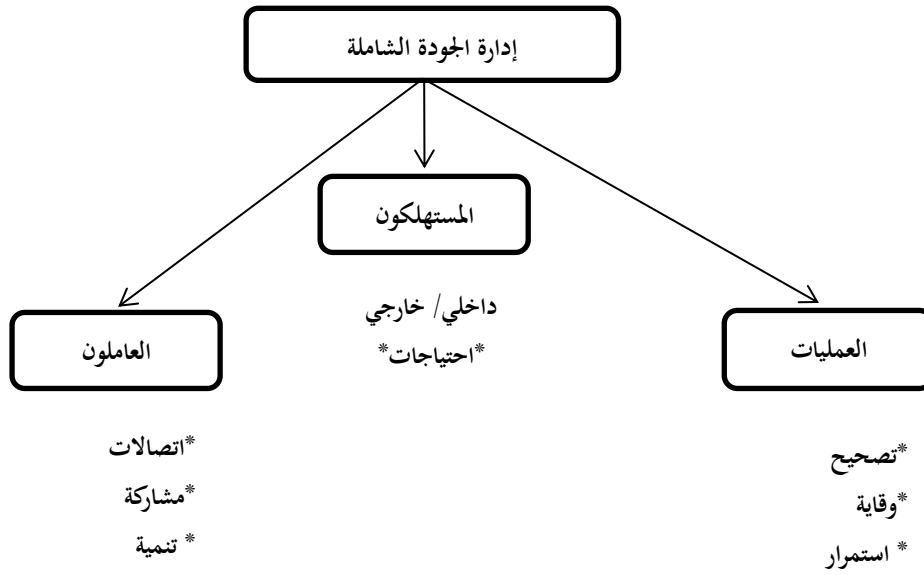 إدارة الجودة الشاملة
المستهلكون
داخلي/ خارجي
*احتياجات*
العمليات
*تصحيح
*وقاية
* استمرار
العاملون
*اتصالات
*مشاركة
* تنمية